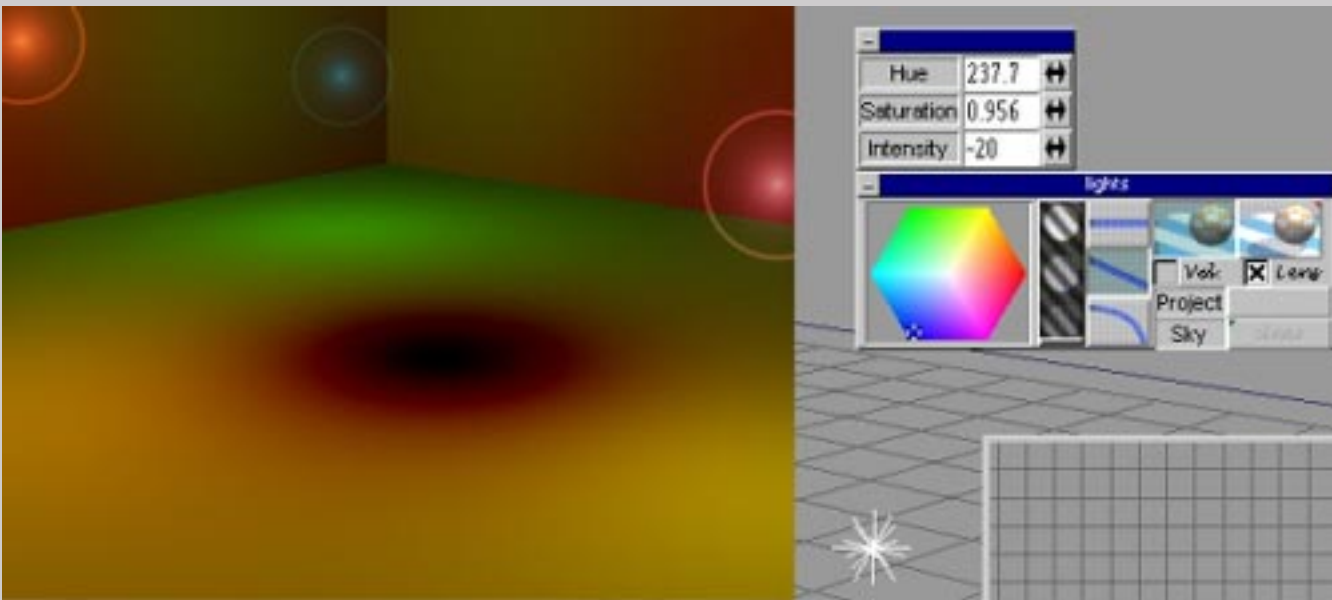 Hue 237.7
Saturation 0.956
Intensity -20
lights
Vol Lens
Project
Sky